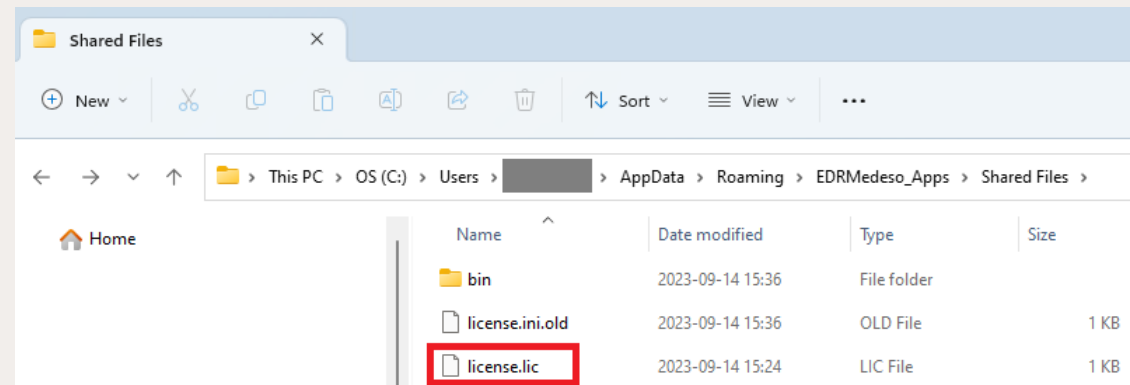 Shared Files
New Sort View
This PC > OS (C:) > Users > > AppData > Roaming > EDRMedeso_Apps > Shared Files >
Home
Name Date modified Type Size
bin 2023-09-14 15:36 File folder
license.ini.old 2023-09-14 15:36 OLD File 1 KB
license.lic 2023-09-14 15:24 LIC File 1 KB